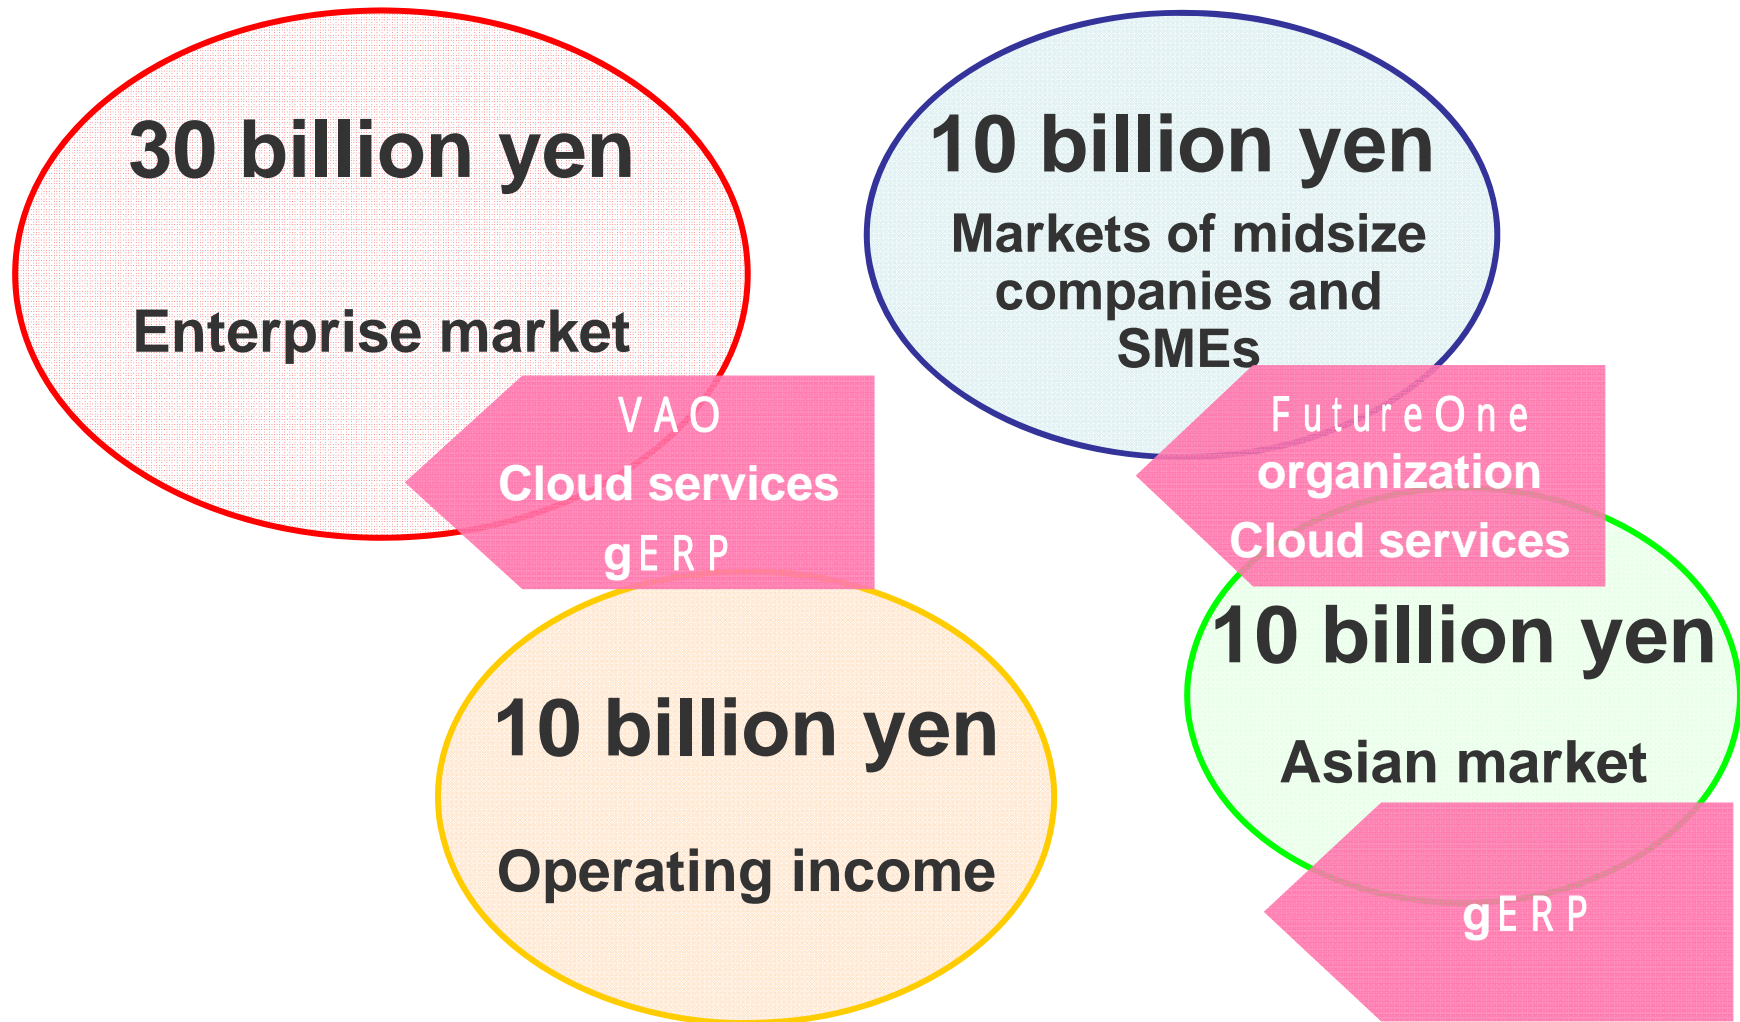 30 billion yen
Enterprise market
VAO
Cloud services
gERP
10 billion yen
Markets of midsize
companies and
SMEs
FutureOne
organization
Cloud services
10 billion yen
Operating income
10 billion yen
Asian market
gERP